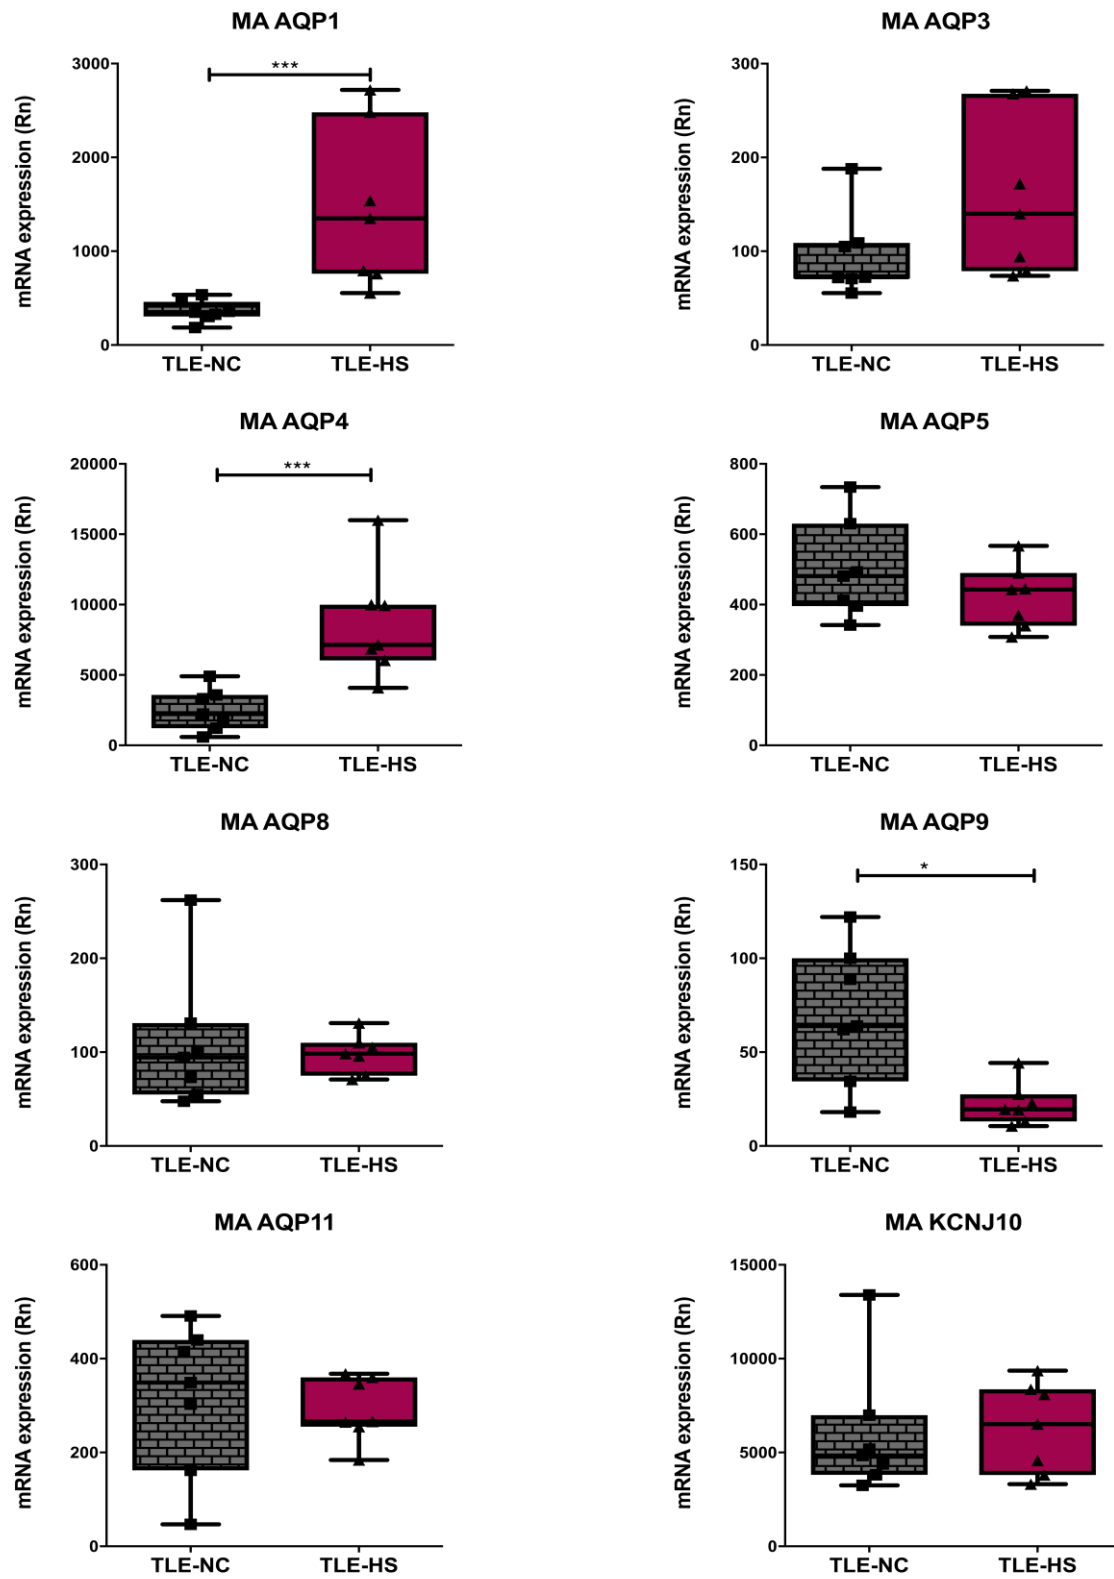 MA AQP1
mRNA expression (Rn)
3000
2000
1000
0
***
TLE-NC
TLE-HS
MA AQP3
mRNA expression (Rn)
300
200
100
0
TLE-NC
TLE-HS
MA AQP4
mRNA expression (Rn)
20000
15000
10000
5000
0
***
TLE-NC
TLE-HS
MA AQP5
mRNA expression (Rn)
800
600
400
200
0
TLE-NC
TLE-HS
MA AQP8
mRNA expression (Rn)
300
200
100
0
TLE-NC
TLE-HS
MA AQP9
mRNA expression (Rn)
150
100
50
0
*
TLE-NC
TLE-HS
MA AQP11
mRNA expression (Rn)
600
400
200
0
TLE-NC
TLE-HS
MA KCNJ10
mRNA expression (Rn)
15000
10000
5000
0
TLE-NC
TLE-HS